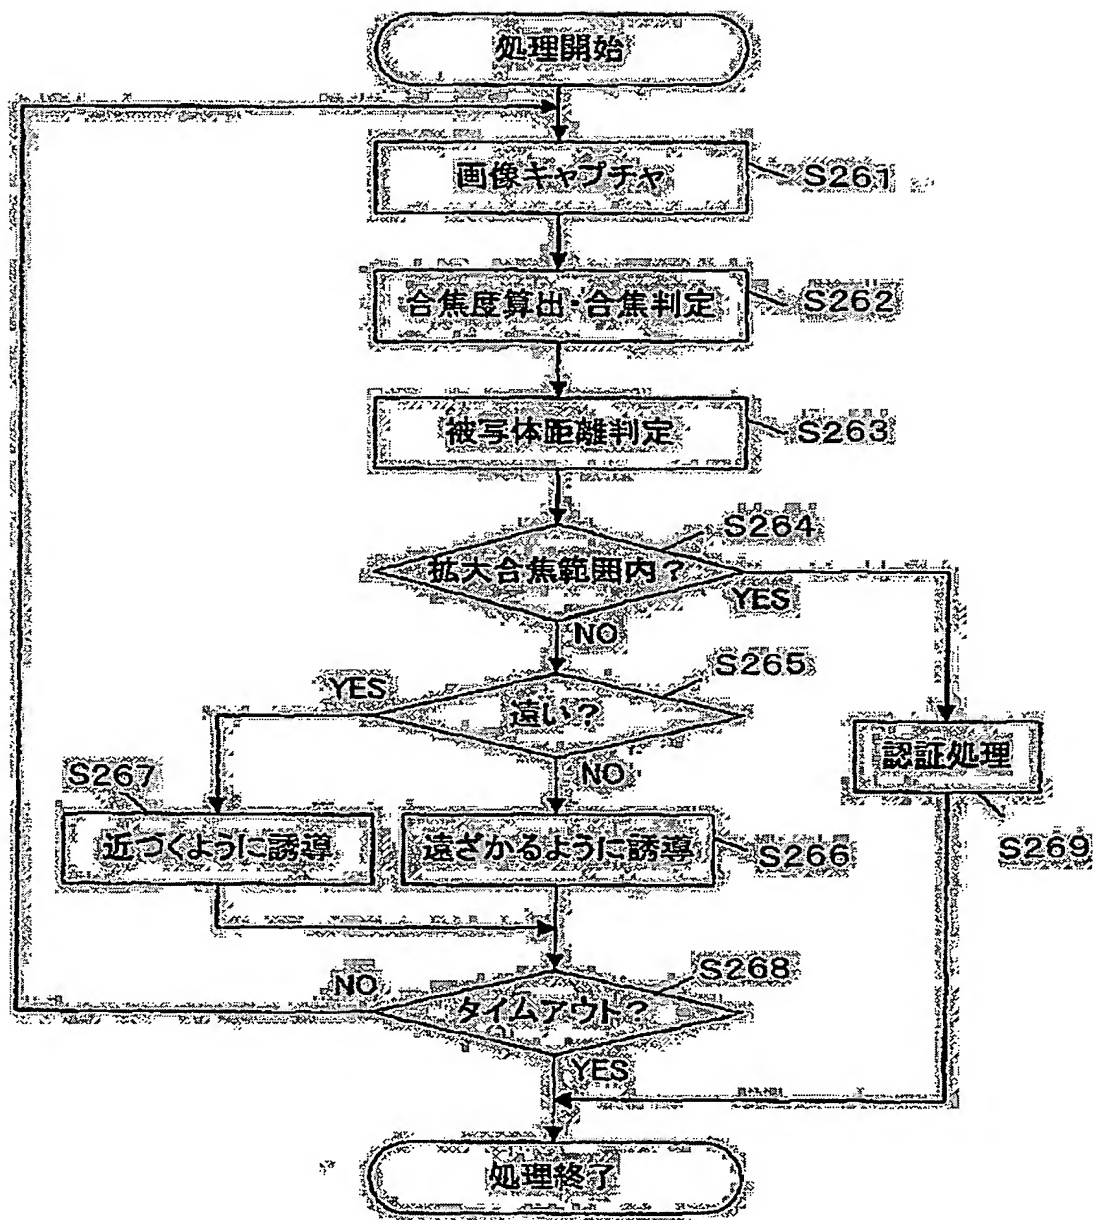 処理開始
画像キャプチャ
S261
合焦度算出・合焦判定
S262
被写体距離判定
S263
S264
拡大合焦範囲内?
YES
NO
S265
YES
遠い?
NO
認証処理
S269
S267
近づくように誘導
遠ざかるように誘導
S266
S268
NO
タイムアウト?
YES
処理終了